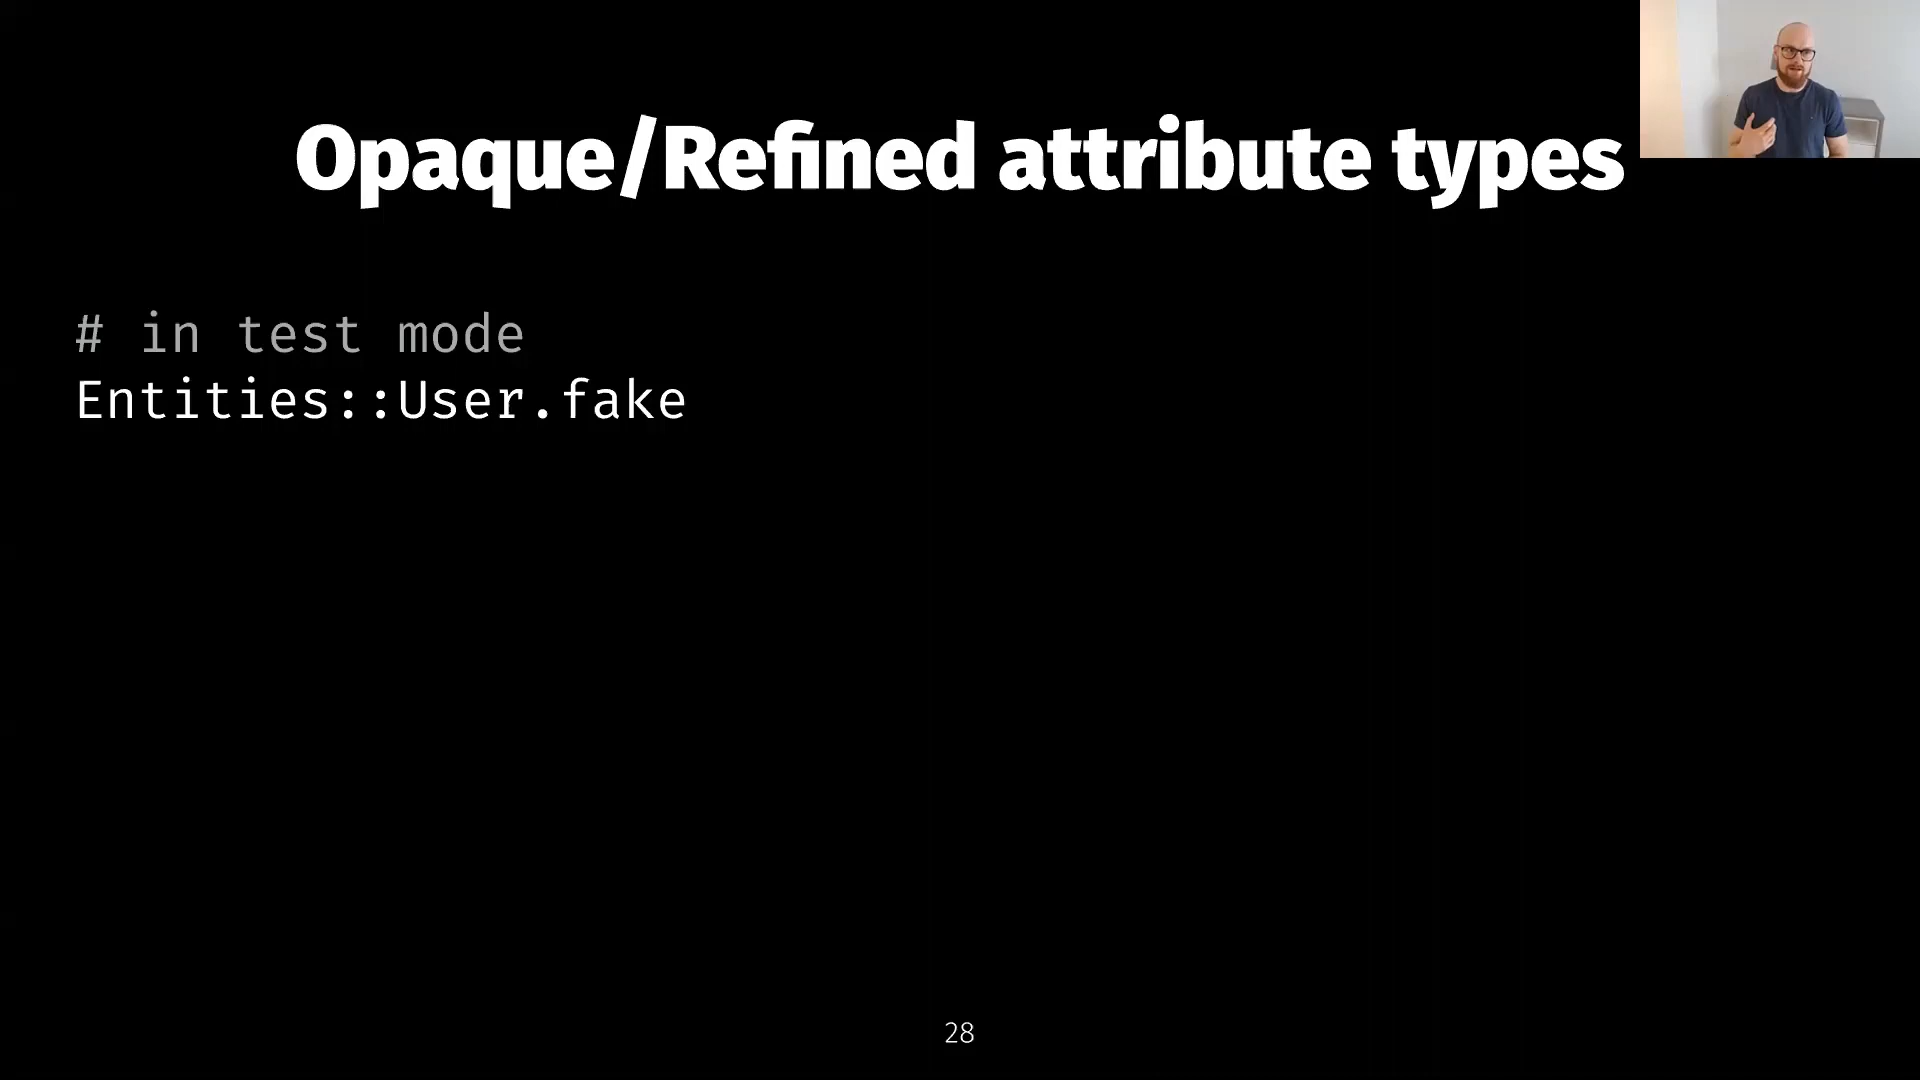 Opaque/Refined attribute types
# in test mode
Entities::User.fake
28